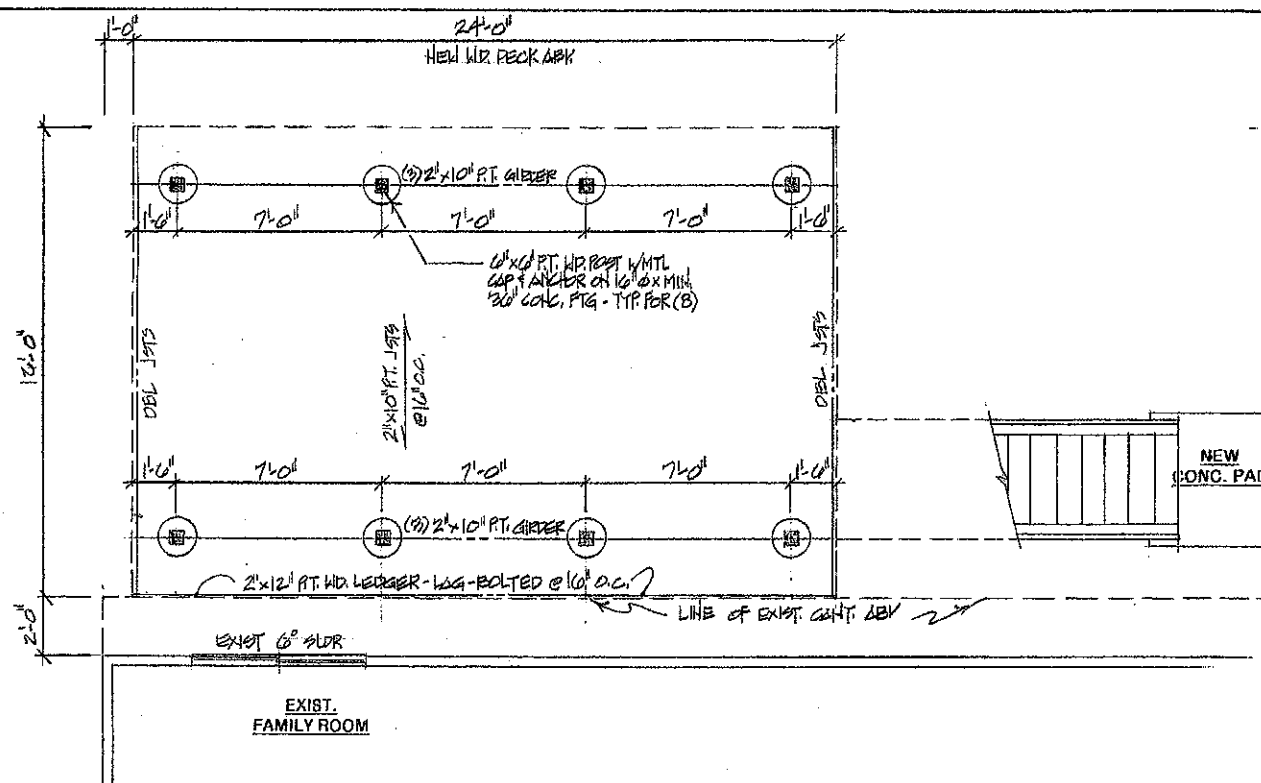 1'-0"
24'-0"
NEW WD. DECK ABV.
(3) 2"x10" P.T. GIRDER
1'-6"
7'-0"
7'-0"
7'-0"
1'-6"
6"x6" P.T. WD. POST W/MTL
CAP & ANCHOR ON 16" Ø x MIN.
36" CONC. FTG - TYP. FOR (8)
16'-0"
DBL JSTS
2"x10" P.T. JSTS
@16" O.C.
DBL JSTS
NEW
CONC. PAD
1'-6"
7'-0"
7'-0"
7'-0"
1'-6"
(3) 2"x10" P.T. GIRDER
2"x12" P.T. WD. LEDGER-LAG-BOLTED @16" O.C.
LINE OF EXIST. CANT. ABV
2'-0"
EXIST 6° SLDR
EXIST.
FAMILY ROOM